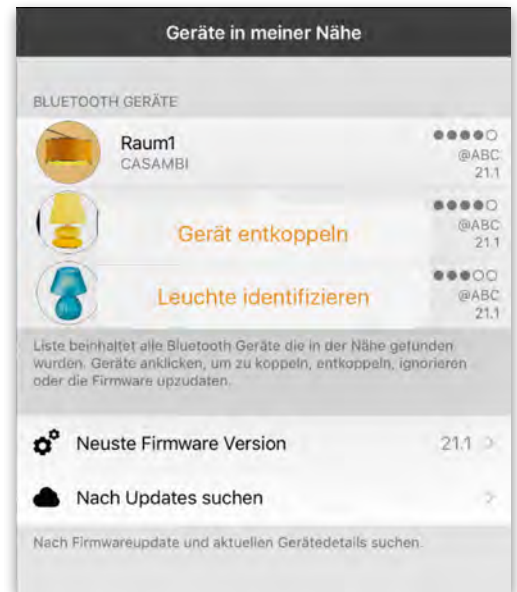 Geräte in meiner Nähe
BLUETOOTH GERÄTE
Raum1
CASAMBI
●●●●○
@ABC
21.1
Gerät entkoppeln
●●●●○
@ABC
21.1
Leuchte identifizieren
●●●○○
@ABC
21.1
Liste beinhaltet alle Bluetooth Geräte die in der Nähe gefunden
wurden. Geräte anklicken, um zu koppeln, entkoppeln, ignorieren
oder die Firmware upzudaten.
Neuste Firmware Version 21.1 >
Nach Updates suchen >
Nach Firmwareupdate und aktuellen Gerätedetails suchen.